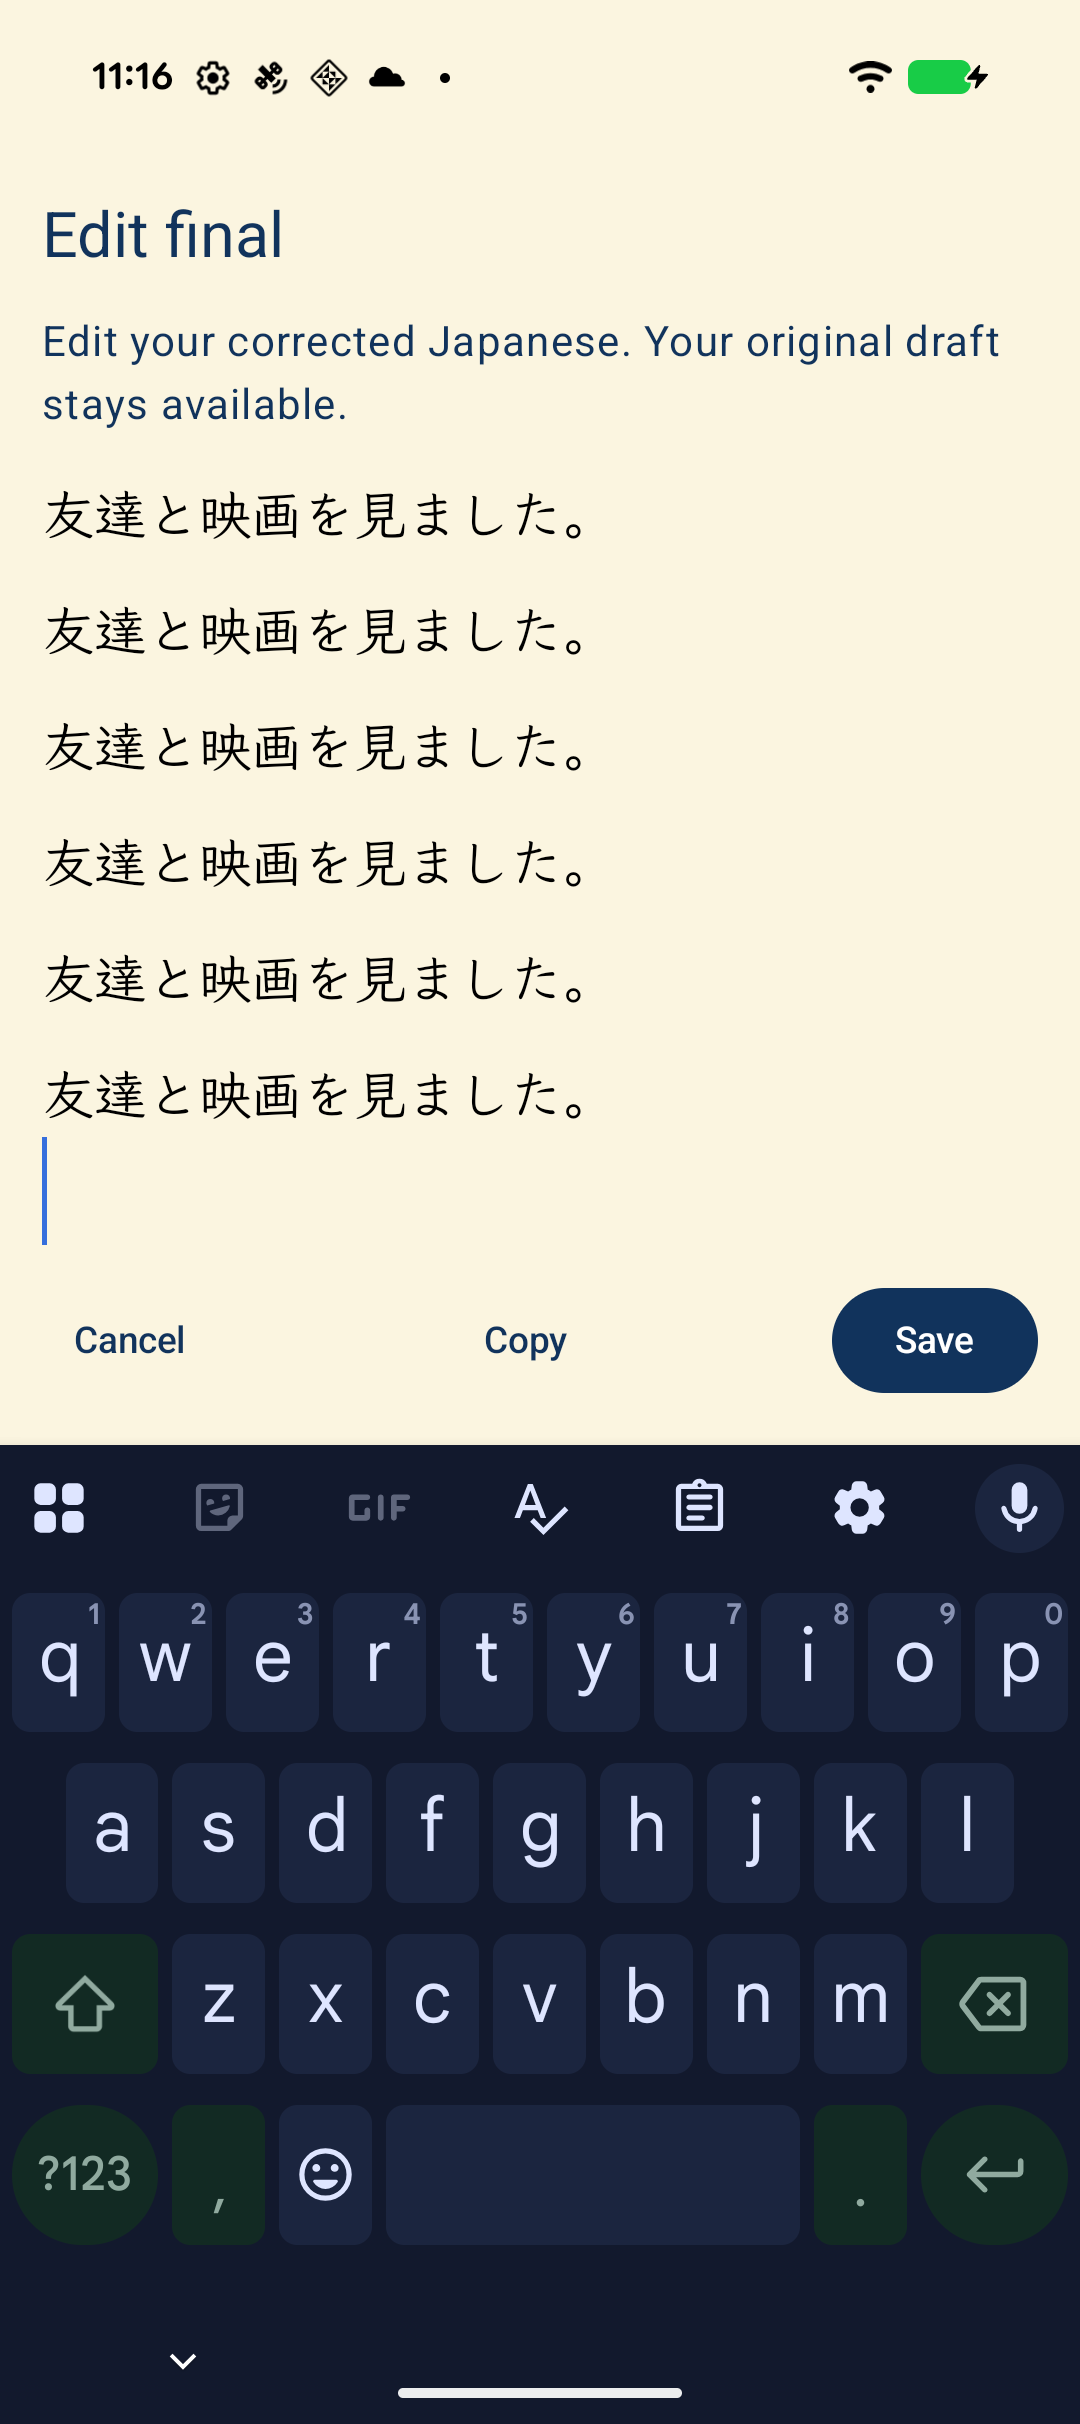 11:16
Edit final
Edit your corrected Japanese. Your original draft
stays available.
友達と映画を見ました。
友達と映画を見ました。
友達と映画を見ました。
友達と映画を見ました。
友達と映画を見ました。
友達と映画を見ました。
Cancel Copy Save
GIF
1 2 3 4 5 6 7 8 9 0
q w e r t y u i o p
a s d f g h j k l
z x c v b n m
?123 , .